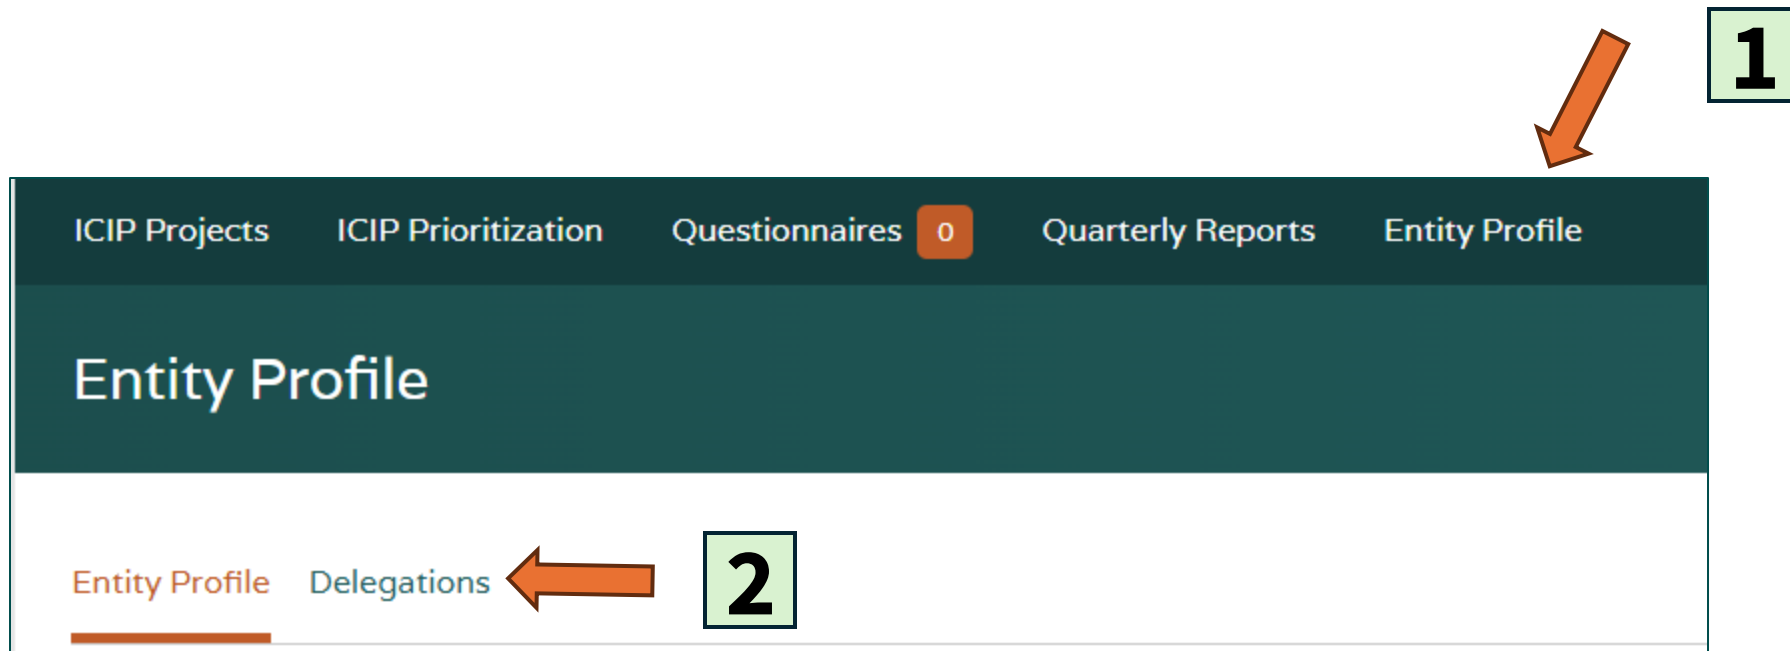 1
ICIP Projects ICIP Prioritization Questionnaires 0 Quarterly Reports Entity Profile
Entity Profile
Entity Profile Delegations 2